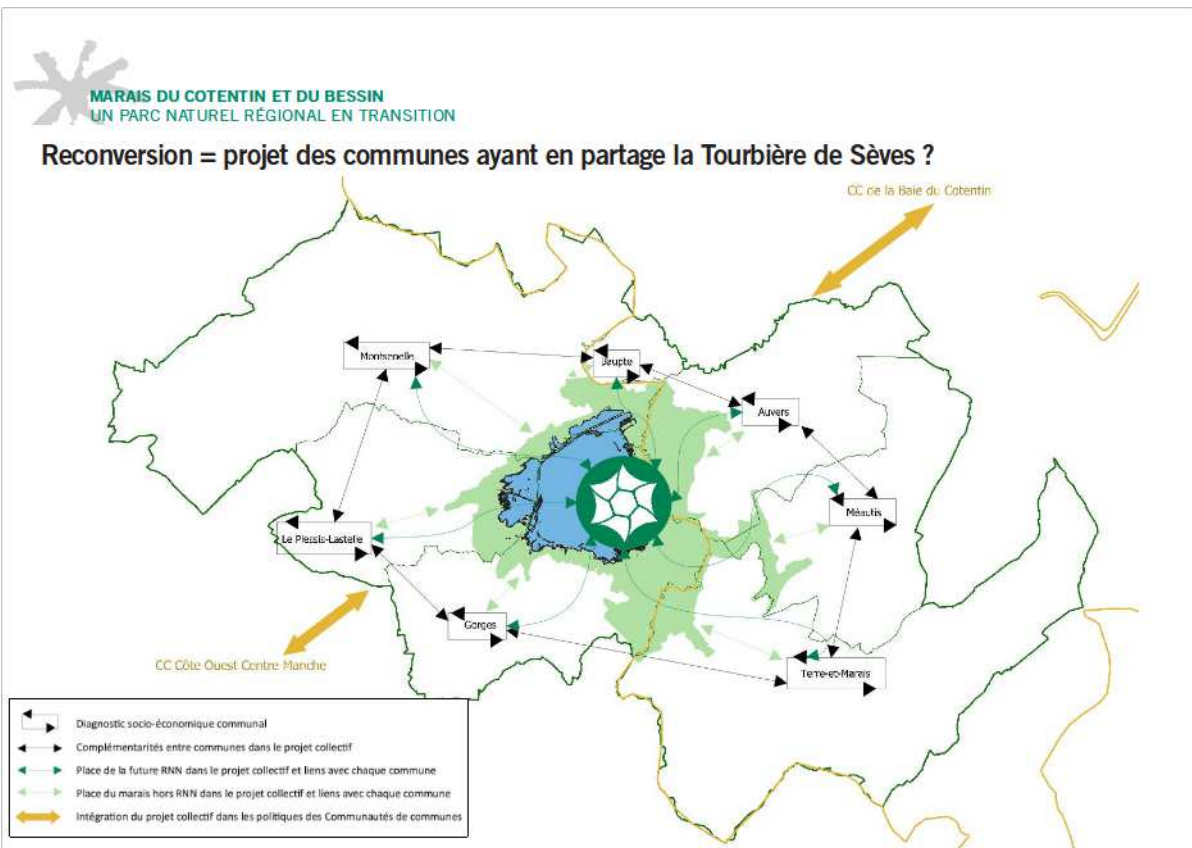 MARAIS DU COTENTIN ET DU BESSIN
UN PARC NATUREL RÉGIONAL EN TRANSITION
Reconversion = projet des communes ayant en partage la Tourbière de Sèves ?
CC de la Baie du Cotentin
Montsenelle
Baupte
Auvers
Méautis
Le Plessis-Lastelle
Gorges
Terre-et-Marais
CC Côte Ouest Centre Manche
Diagnostic socio-économique communal
Complémentarités entre communes dans le projet collectif
Place de la future RNN dans le projet collectif et liens avec chaque commune
Place du marais hors RNN dans le projet collectif et liens avec chaque commune
Intégration du projet collectif dans les politiques des Communautés de communes